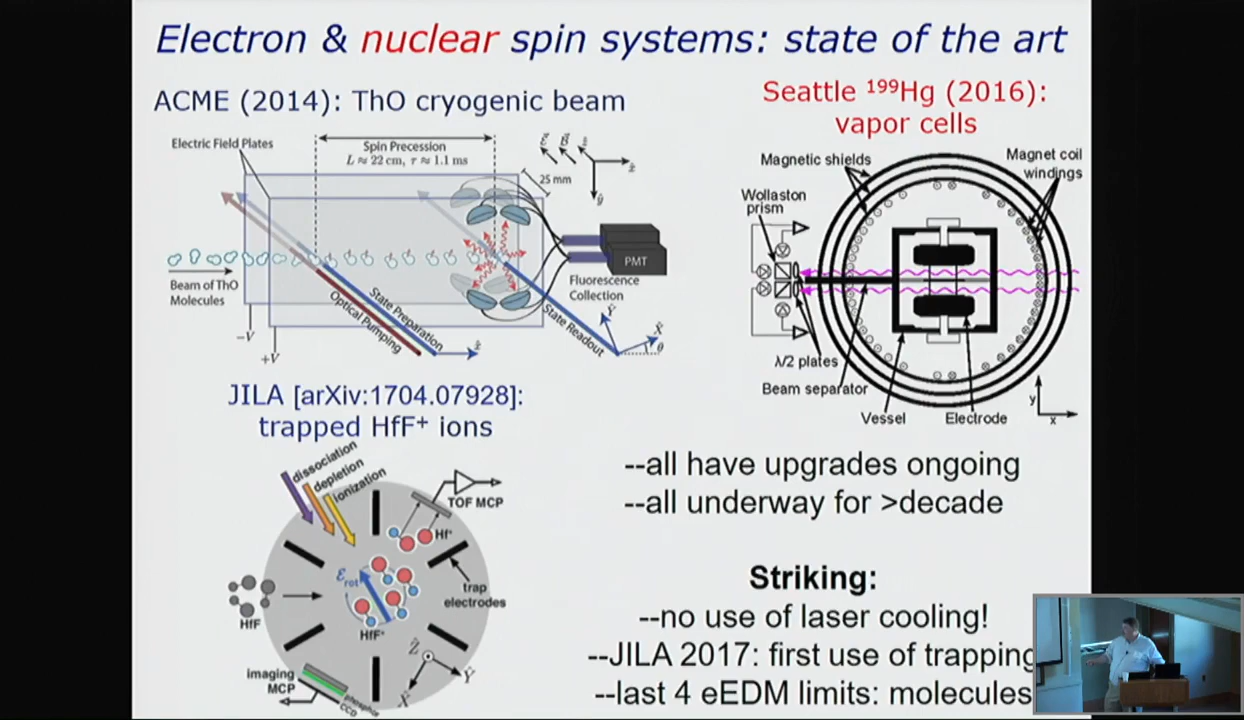 Electron & nuclear spin systems: state of the art
ACME (2014): ThO cryogenic beam
Electric Field Plates
Spin Precession
L ≈ 22 cm, τ ≈ 1.1 ms
25 mm
PMT
Fluorescence
Collection
Beam of ThO
Molecules
State Preparation
Optical Pumping
State Readout
−V
+V
Seattle ¹⁹⁹Hg (2016):
vapor cells
Magnetic shields
Magnet coil
windings
Wollaston
prism
λ/2 plates
Beam separator
Vessel
Electrode
y
x
JILA [arXiv:1704.07928]:
trapped HfF⁺ ions
dissociation
depletion
ionization
TOF MCP
Hf⁺
Ɛrot
trap
electrodes
HfF
HfF⁺
imaging
MCP
phosphor
CCD
--all have upgrades ongoing
--all underway for >decade
Striking:
--no use of laser cooling!
--JILA 2017: first use of trapping
--last 4 eEDM limits: molecules